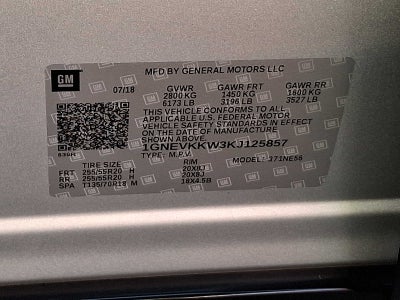 GM
MFD BY GENERAL MOTORS LLC
07/18 GVWR GAWR FRT GAWR RR
2800 KG 1450 KG 1600 KG
6173 LB 3196 LB 3527 LB
THIS VEHICLE CONFORMS TO ALL
APPLICABLE U.S. FEDERAL MOTOR
VEHICLE SAFETY STANDARDS IN EFFECT
ON THE DATE OF MANUFACTURE
SHOWN ABOVE.
1GNEVKKW3KJ125857
TYPE: M.P.V. MODEL: 371NE56
TIRE SIZE RIM
FRT 255/55R20 H 20X8J
RR 255/55R20 H 20X8J
SPA T135/70R18 M 18X4.5B